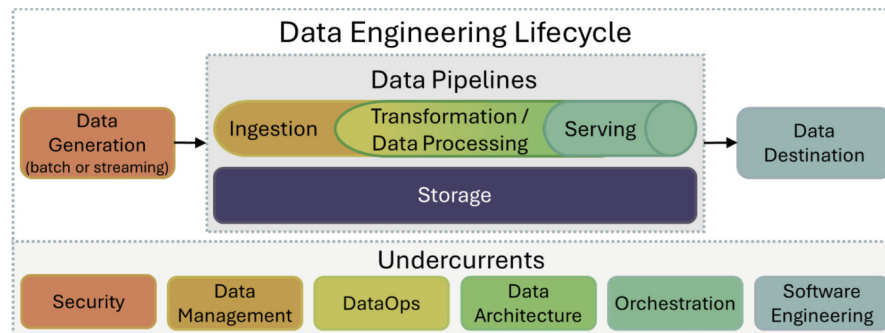 Data Engineering Lifecycle
Data Pipelines
Data
Generation
(batch or streaming)
Ingestion
Transformation /
Data Processing
Serving
Data
Destination
Storage
Undercurrents
Security
Data
Management
DataOps
Data
Architecture
Orchestration
Software
Engineering